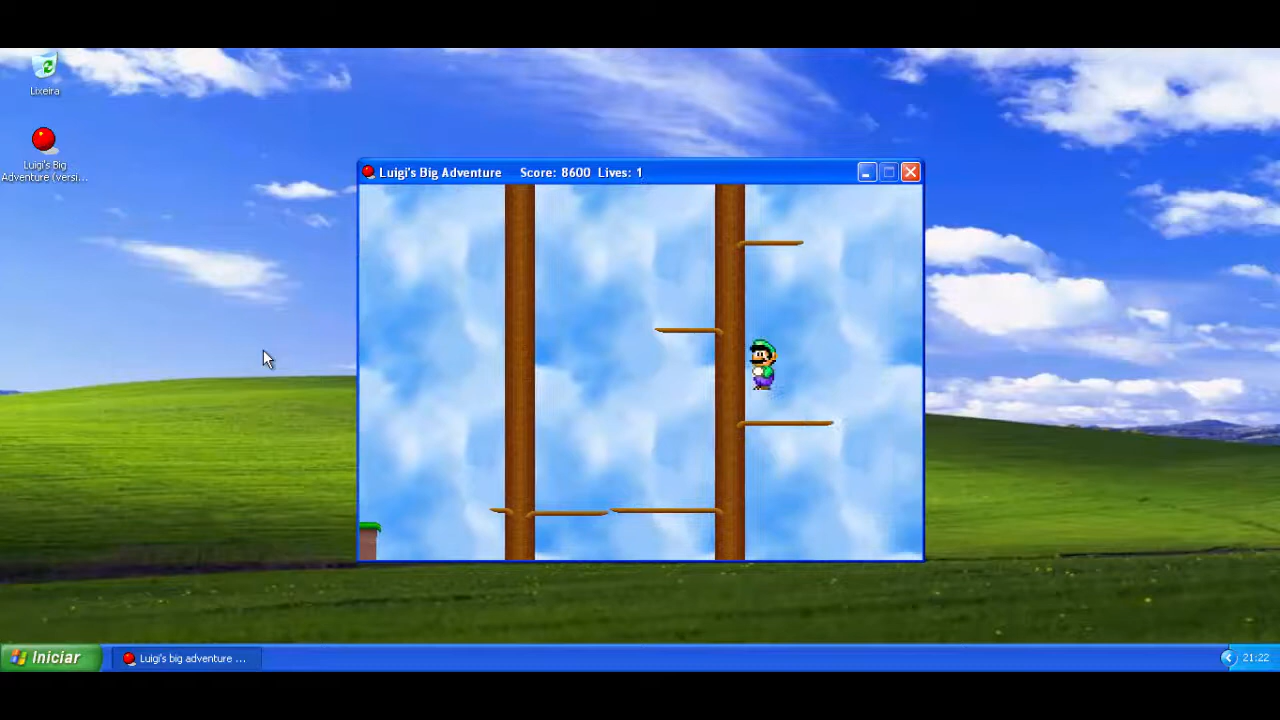 Lixeira
Luigi's Big
Adventure (versi...
Luigi's Big Adventure Score: 8600 Lives: 1
Iniciar
Luigi's big adventure ...
21:22